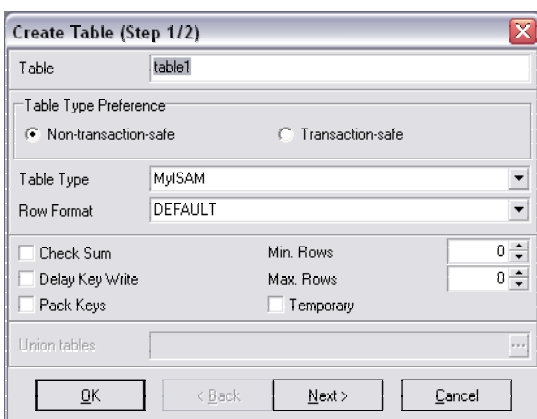 Create Table (Step 1/2)
Table table1
Table Type Preference
Non-transaction-safe Transaction-safe
Table Type MyISAM
Row Format DEFAULT
Check Sum Min. Rows 0
Delay Key Write Max. Rows 0
Pack Keys Temporary
Union tables ...
OK < Back Next > Cancel